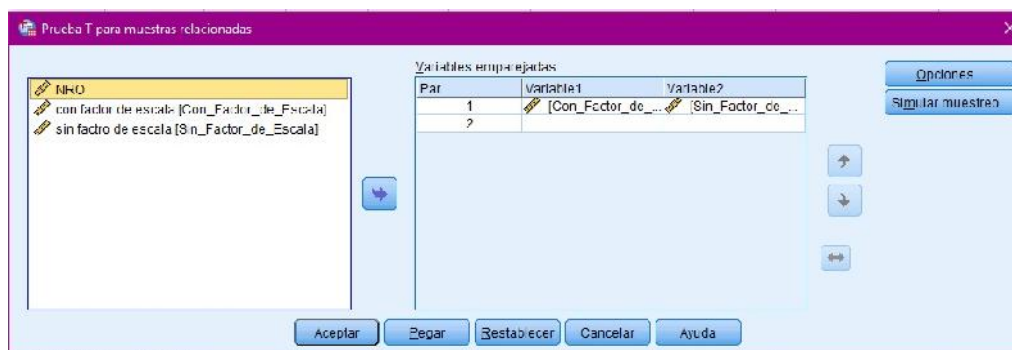 Prueba T para muestras relacionadas
NRO
con factor de escala [Con_Factor_de_Escala]
sin factro de escala [Sin_Factor_de_Escala]
Variables emparejadas
Par Variable1 Variable2
1 [Con_Factor_de_... [Sin_Factor_de_...
2
Opciones
Simular muestreo
Aceptar Pegar Restablecer Cancelar Ayuda